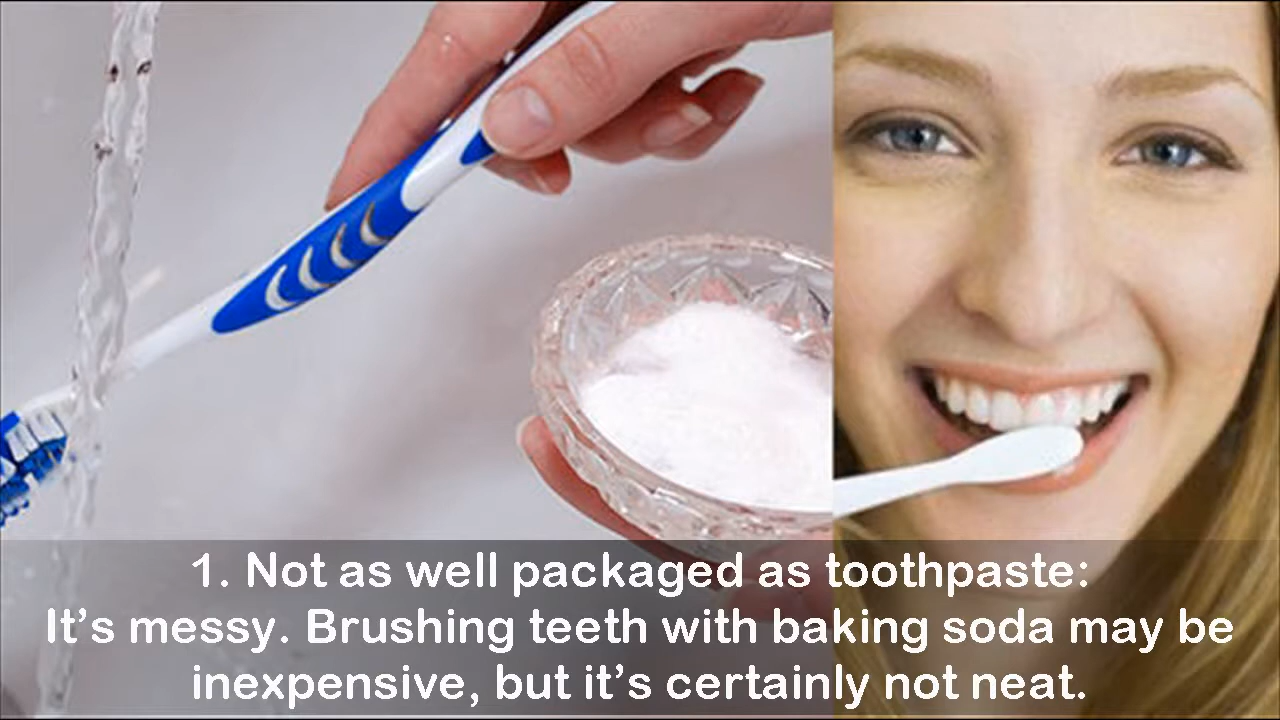 1. Not as well packaged as toothpaste:
It’s messy. Brushing teeth with baking soda may be
inexpensive, but it’s certainly not neat.